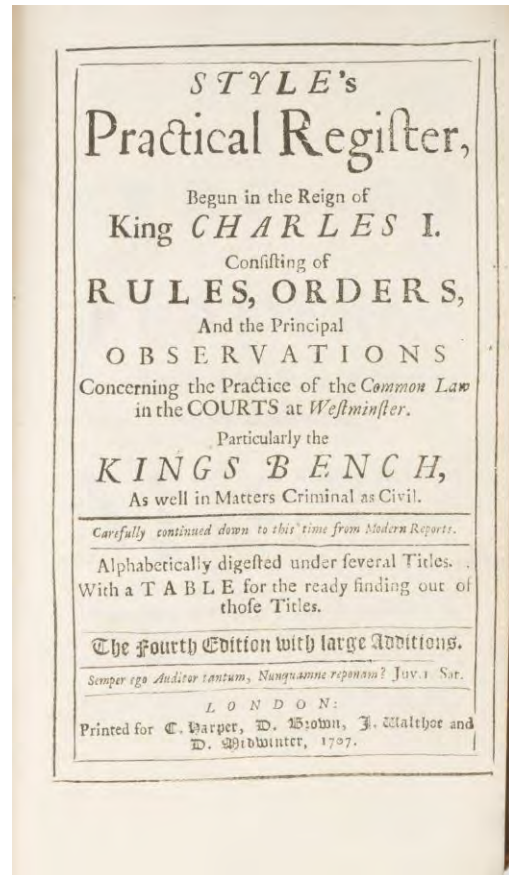 STYLE's
Practical Regiſter,
Begun in the Reign of
King CHARLES I.
Conſiſting of
RULES, ORDERS,
And the Principal
OBSERVATIONS
Concerning the Practice of the Common Law
in the COURTS at Weſtminſter.
Particularly the
KINGS BENCH,
As well in Matters Criminal as Civil.
Carefully continued down to this time from Modern Reports.
Alphabetically digeſted under ſeveral Titles.
With a TABLE for the ready finding out of
thoſe Titles.
The Fourth Edition with large Additions.
Semper ego Auditor tantum, Nunquamne reponam? Juv. 1 Sat.
LONDON:
Printed for C. Harper, D. Brown, J. Walthoe and
D. Midwinter, 1707.